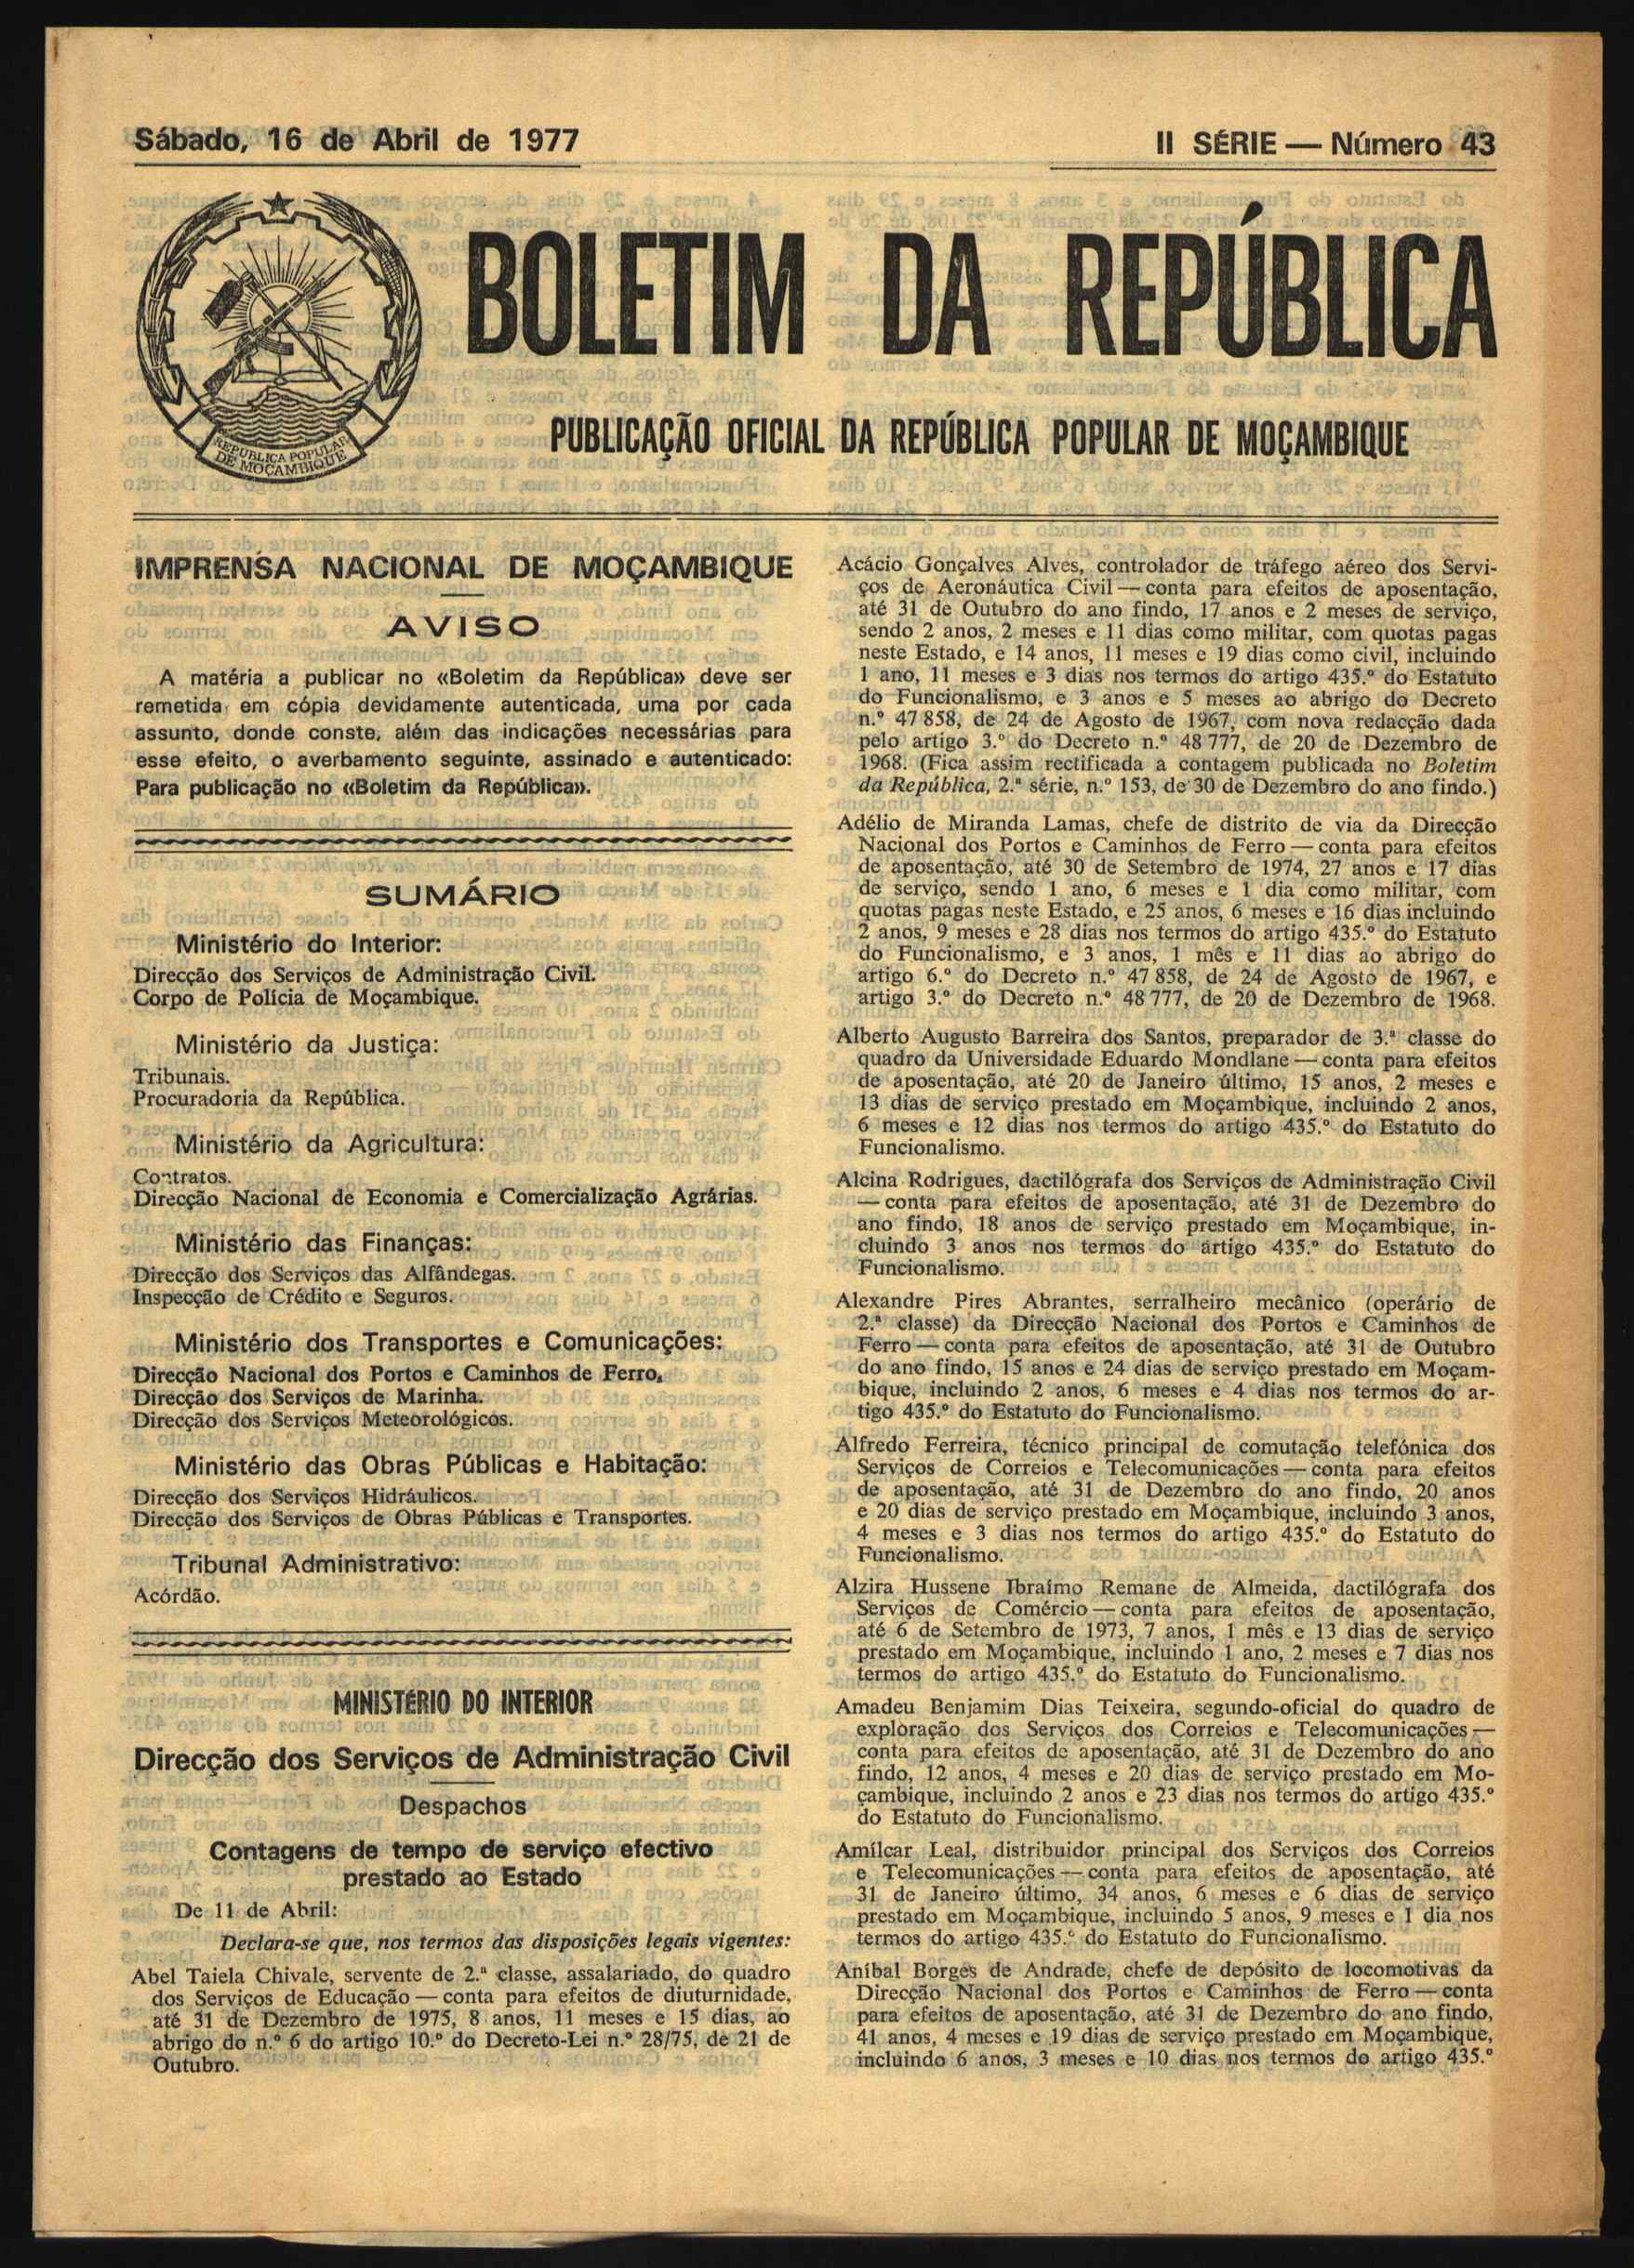 Sábado, 16 de Abril de 1977
II SÉRIE — Número 43
BOLETIM DA REPÚBLICA
PUBLICAÇÃO OFICIAL DA REPÚBLICA POPULAR DE MOÇAMBIQUE
REPÚBLICA POPULAR
DE MOÇAMBIQUE
IMPRENSA NACIONAL DE MOÇAMBIQUE
AVISO
A matéria a publicar no «Boletim da República» deve ser
remetida em cópia devidamente autenticada, uma por cada
assunto, donde conste, além das indicações necessárias para
esse efeito, o averbamento seguinte, assinado e autenticado:
Para publicação no «Boletim da República».
SUMÁRIO
Ministério do Interior:
Direcção dos Serviços de Administração Civil.
Corpo de Polícia de Moçambique.
Ministério da Justiça:
Tribunais.
Procuradoria da República.
Ministério da Agricultura:
Contratos.
Direcção Nacional de Economia e Comercialização Agrárias.
Ministério das Finanças:
Direcção dos Serviços das Alfândegas.
Inspecção de Crédito e Seguros.
Ministério dos Transportes e Comunicações:
Direcção Nacional dos Portos e Caminhos de Ferro.
Direcção dos Serviços de Marinha.
Direcção dos Serviços Meteorológicos.
Ministério das Obras Públicas e Habitação:
Direcção dos Serviços Hidráulicos.
Direcção dos Serviços de Obras Públicas e Transportes.
Tribunal Administrativo:
Acórdão.
MINISTÉRIO DO INTERIOR
Direcção dos Serviços de Administração Civil
Despachos
Contagens de tempo de serviço efectivo
prestado ao Estado
De 11 de Abril:
Declara-se que, nos termos das disposições legais vigentes:
Abel Taiela Chivale, servente de 2.ª classe, assalariado, do quadro
dos Serviços de Educação — conta para efeitos de diuturnidade,
até 31 de Dezembro de 1975, 8 anos, 11 meses e 15 dias, ao
abrigo do n.º 6 do artigo 10.º do Decreto-Lei n.º 28/75, de 21 de
Outubro.
Acácio Gonçalves Alves, controlador de tráfego aéreo dos Servi-
ços de Aeronáutica Civil — conta para efeitos de aposentação,
até 31 de Outubro do ano findo, 17 anos e 2 meses de serviço,
sendo 2 anos, 2 meses e 11 dias como militar, com quotas pagas
neste Estado, e 14 anos, 11 meses e 19 dias como civil, incluindo
1 ano, 11 meses e 3 dias nos termos do artigo 435.º do Estatuto
do Funcionalismo, e 3 anos e 5 meses ao abrigo do Decreto
n.º 47 858, de 24 de Agosto de 1967, com nova redacção dada
pelo artigo 3.º do Decreto n.º 48 777, de 20 de Dezembro de
1968. (Fica assim rectificada a contagem publicada no Boletim
da República, 2.ª série, n.º 153, de 30 de Dezembro do ano findo.)
Adélio de Miranda Lamas, chefe de distrito de via da Direcção
Nacional dos Portos e Caminhos de Ferro — conta para efeitos
de aposentação, até 30 de Setembro de 1974, 27 anos e 17 dias
de serviço, sendo 1 ano, 6 meses e 1 dia como militar, com
quotas pagas neste Estado, e 25 anos, 6 meses e 16 dias incluindo
2 anos, 9 meses e 28 dias nos termos do artigo 435.º do Estatuto
do Funcionalismo, e 3 anos, 1 mês e 11 dias ao abrigo do
artigo 6.º do Decreto n.º 47 858, de 24 de Agosto de 1967, e
artigo 3.º do Decreto n.º 48 777, de 20 de Dezembro de 1968.
Alberto Augusto Barreira dos Santos, preparador de 3.ª classe do
quadro da Universidade Eduardo Mondlane — conta para efeitos
de aposentação, até 20 de Janeiro último, 15 anos, 2 meses e
13 dias de serviço prestado em Moçambique, incluindo 2 anos,
6 meses e 12 dias nos termos do artigo 435.º do Estatuto do
Funcionalismo.
Alcina Rodrigues, dactilógrafa dos Serviços de Administração Civil
— conta para efeitos de aposentação, até 31 de Dezembro do
ano findo, 18 anos de serviço prestado em Moçambique, in-
cluindo 3 anos nos termos do artigo 435.º do Estatuto do
Funcionalismo.
Alexandre Pires Abrantes, serralheiro mecânico (operário de
2.ª classe) da Direcção Nacional dos Portos e Caminhos de
Ferro — conta para efeitos de aposentação, até 31 de Outubro
do ano findo, 15 anos e 24 dias de serviço prestado em Moçam-
bique, incluindo 2 anos, 6 meses e 4 dias nos termos do ar-
tigo 435.º do Estatuto do Funcionalismo.
Alfredo Ferreira, técnico principal de comutação telefónica dos
Serviços de Correios e Telecomunicações — conta para efeitos
de aposentação, até 31 de Dezembro do ano findo, 20 anos
e 20 dias de serviço prestado em Moçambique, incluindo 3 anos,
4 meses e 3 dias nos termos do artigo 435.º do Estatuto do
Funcionalismo.
Alzira Hussene Ibraímo Remane de Almeida, dactilógrafa dos
Serviços de Comércio — conta para efeitos de aposentação,
até 6 de Setembro de 1973, 7 anos, 1 mês e 13 dias de serviço
prestado em Moçambique, incluindo 1 ano, 2 meses e 7 dias nos
termos do artigo 435.º do Estatuto do Funcionalismo.
Amadeu Benjamim Dias Teixeira, segundo-oficial do quadro de
exploração dos Serviços dos Correios e Telecomunicações —
conta para efeitos de aposentação, até 31 de Dezembro do ano
findo, 12 anos, 4 meses e 20 dias de serviço prestado em Mo-
çambique, incluindo 2 anos e 23 dias nos termos do artigo 435.º
do Estatuto do Funcionalismo.
Amílcar Leal, distribuidor principal dos Serviços dos Correios
e Telecomunicações — conta para efeitos de aposentação, até
31 de Janeiro último, 34 anos, 6 meses e 6 dias de serviço
prestado em Moçambique, incluindo 5 anos, 9 meses e 1 dia nos
termos do artigo 435.º do Estatuto do Funcionalismo.
Aníbal Borges de Andrade, chefe de depósito de locomotivas da
Direcção Nacional dos Portos e Caminhos de Ferro — conta
para efeitos de aposentação, até 31 de Dezembro do ano findo,
41 anos, 4 meses e 19 dias de serviço prestado em Moçambique,
incluindo 6 anos, 3 meses e 10 dias nos termos do artigo 435.º